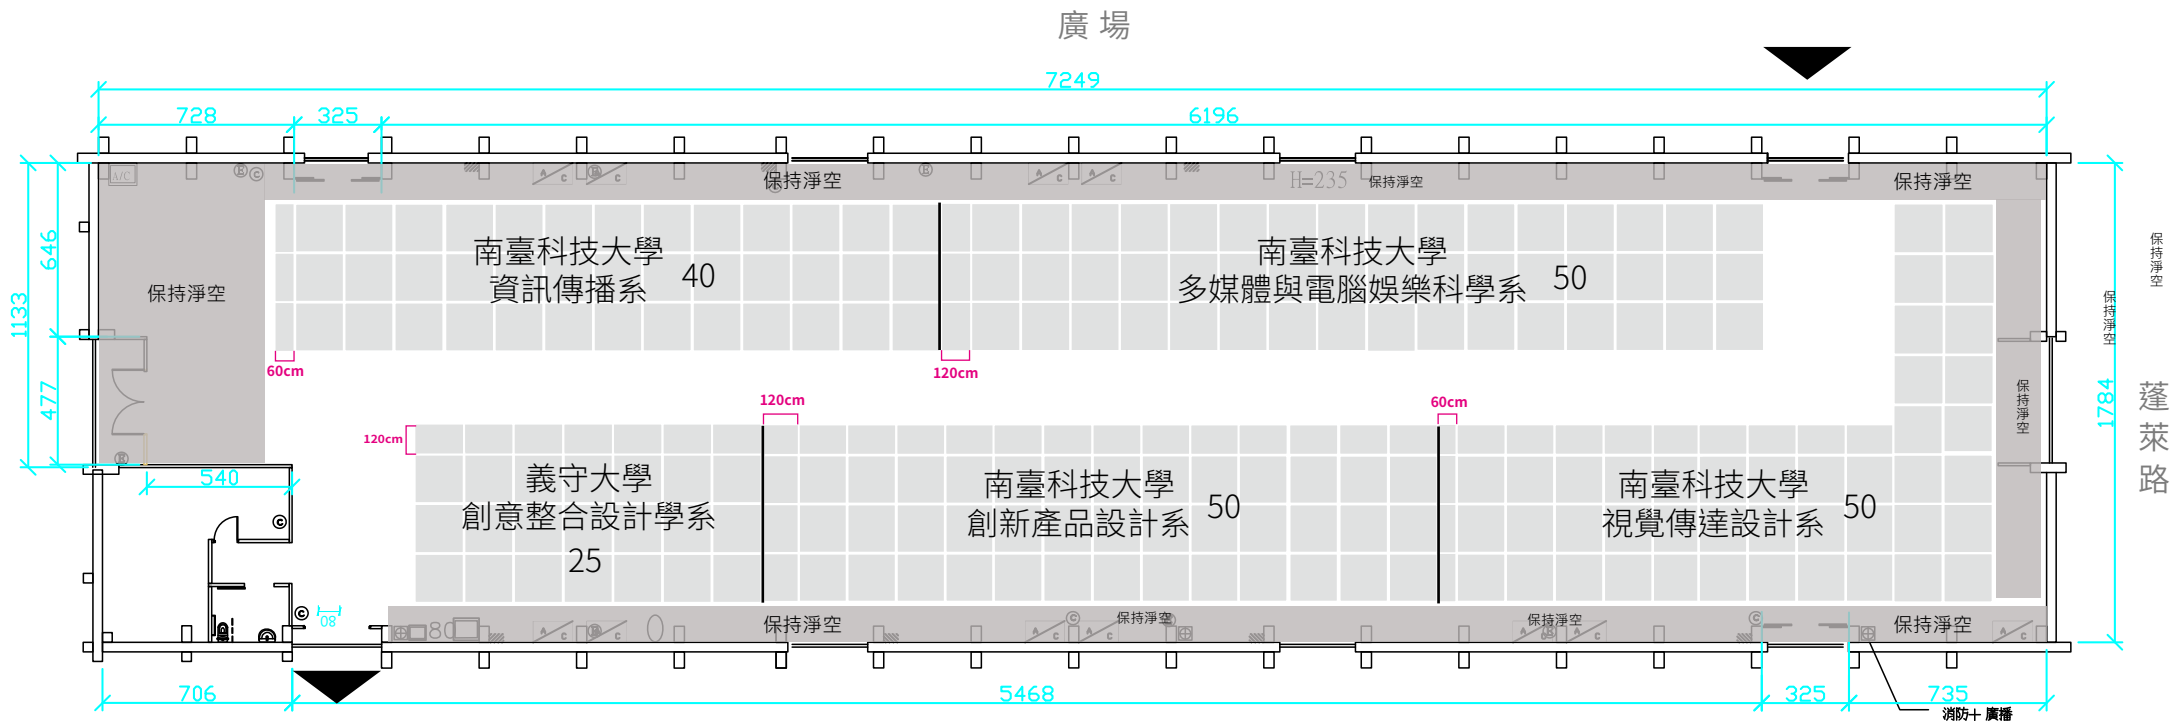 廣場
7249
728
325
6196
A/C
保持淨空
H=235
保持淨空
保持淨空
646
1133
477
保持淨空
南臺科技大學
資訊傳播系
40
南臺科技大學
多媒體與電腦娛樂科學系
50
保持淨空
保持淨空
保持淨空
1784
蓬萊路
60cm
120cm
120cm
60cm
120cm
540
義守大學
創意整合設計學系
25
南臺科技大學
創新產品設計系
50
南臺科技大學
視覺傳達設計系
50
80
80
保持淨空
保持淨空
保持淨空
保持淨空
706
5468
325
735
消防+廣播